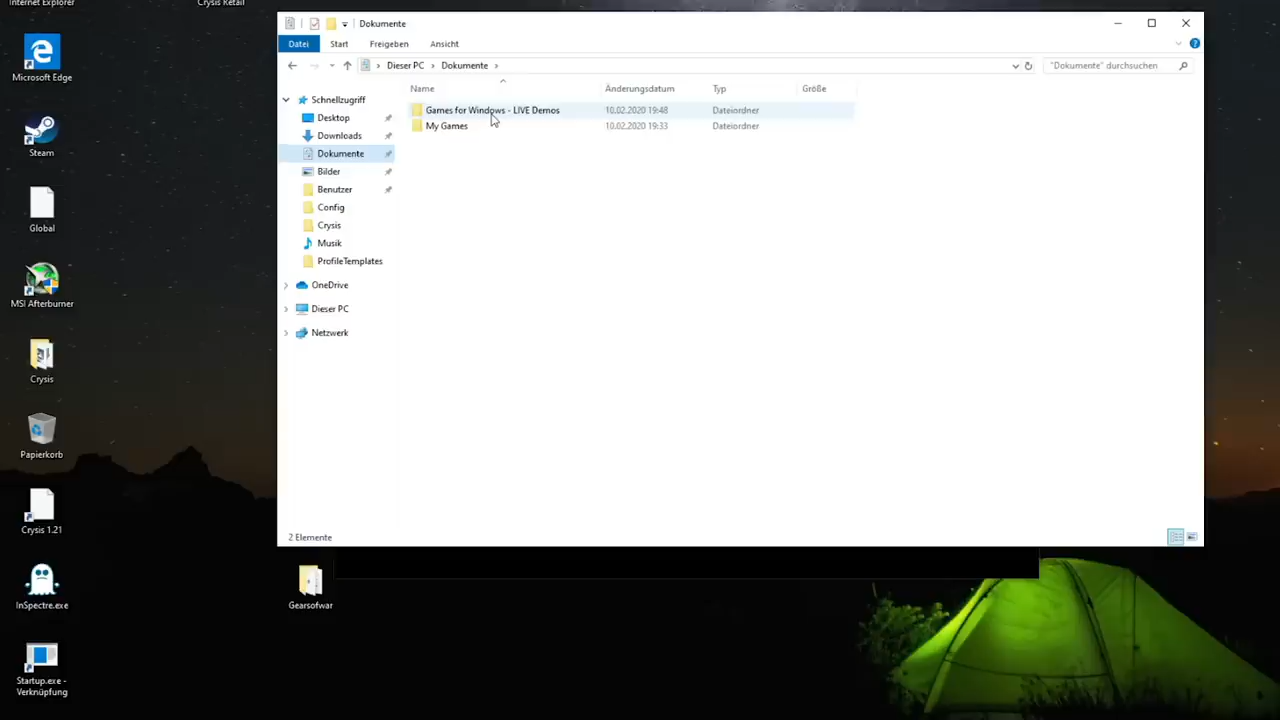 Internet Explorer
Crysis Retail
Microsoft Edge
Steam
Global
MSI Afterburner
Crysis
Papierkorb
Crysis 1.21
InSpectre.exe
Startup.exe -
Verknüpfung
Gearsofwar
Dokumente
Datei
Start
Freigeben
Ansicht
Dieser PC
Dokumente
"Dokumente" durchsuchen
Schnellzugriff
Desktop
Downloads
Dokumente
Bilder
Benutzer
Config
Crysis
Musik
ProfileTemplates
OneDrive
Dieser PC
Netzwerk
Name Änderungsdatum Typ Größe
Games for Windows - LIVE Demos 10.02.2020 19:48 Dateiordner
My Games 10.02.2020 19:33 Dateiordner
2 Elemente